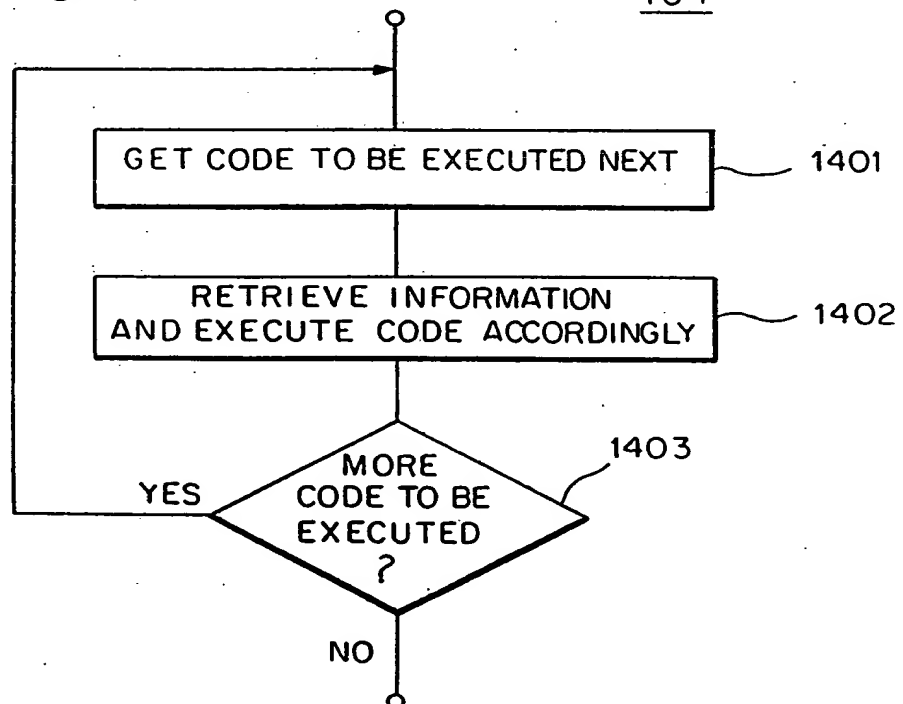 GET CODE TO BE EXECUTED NEXT
1401
RETRIEVE INFORMATION
AND EXECUTE CODE ACCORDINGLY
1402
1403
MORE
CODE TO BE
EXECUTED
?
YES
NO